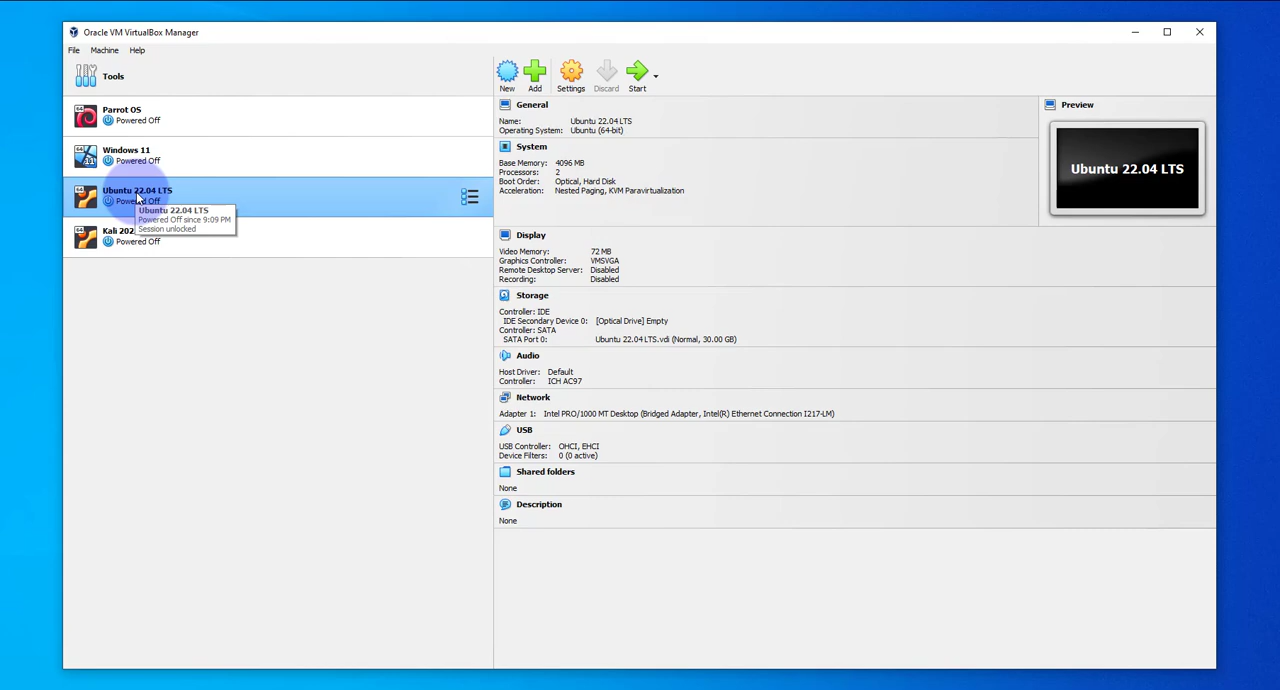 Oracle VM VirtualBox Manager
File Machine Help
Tools
New Add Settings Discard Start
64
Parrot OS
Powered Off
64
Windows 11
Powered Off
64
Ubuntu 22.04 LTS
Powered Off
Ubuntu 22.04 LTS
Powered Off since 9:09 PM
Session unlocked
64
Kali 202
Powered Off
General
Name: Ubuntu 22.04 LTS
Operating System: Ubuntu (64-bit)
System
Base Memory: 4096 MB
Processors: 2
Boot Order: Optical, Hard Disk
Acceleration: Nested Paging, KVM Paravirtualization
Preview
Ubuntu 22.04 LTS
Display
Video Memory: 72 MB
Graphics Controller: VMSVGA
Remote Desktop Server: Disabled
Recording: Disabled
Storage
Controller: IDE
IDE Secondary Device 0: [Optical Drive] Empty
Controller: SATA
SATA Port 0: Ubuntu 22.04 LTS.vdi (Normal, 30.00 GB)
Audio
Host Driver: Default
Controller: ICH AC97
Network
Adapter 1: Intel PRO/1000 MT Desktop (Bridged Adapter, Intel(R) Ethernet Connection I217-LM)
USB
USB Controller: OHCI, EHCI
Device Filters: 0 (0 active)
Shared folders
None
Description
None